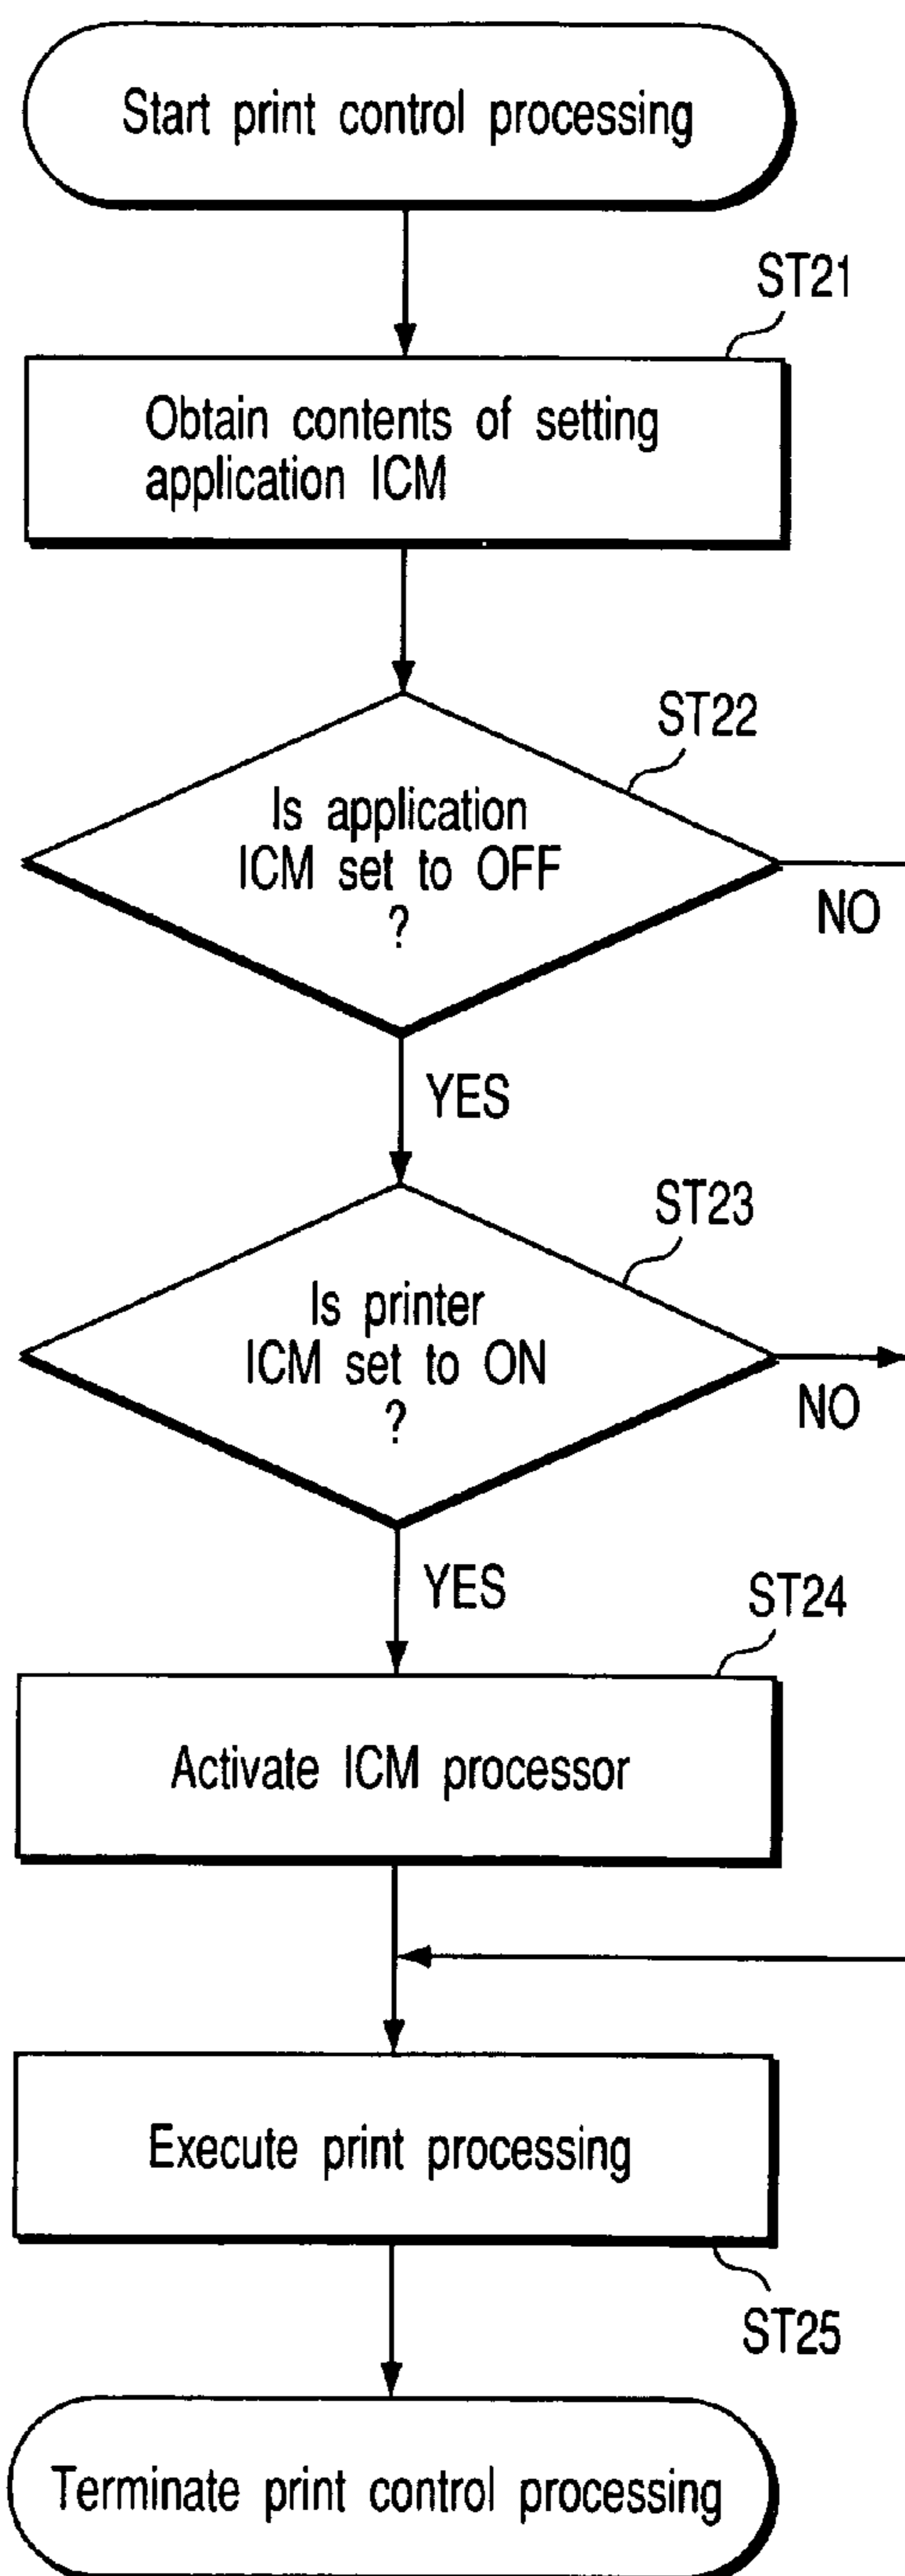 Start print control processing
ST21
Obtain contents of setting
application ICM
ST22
Is application
ICM set to OFF
?
NO
YES
ST23
Is printer
ICM set to ON
?
NO
YES
ST24
Activate ICM processor
Execute print processing
ST25
Terminate print control processing